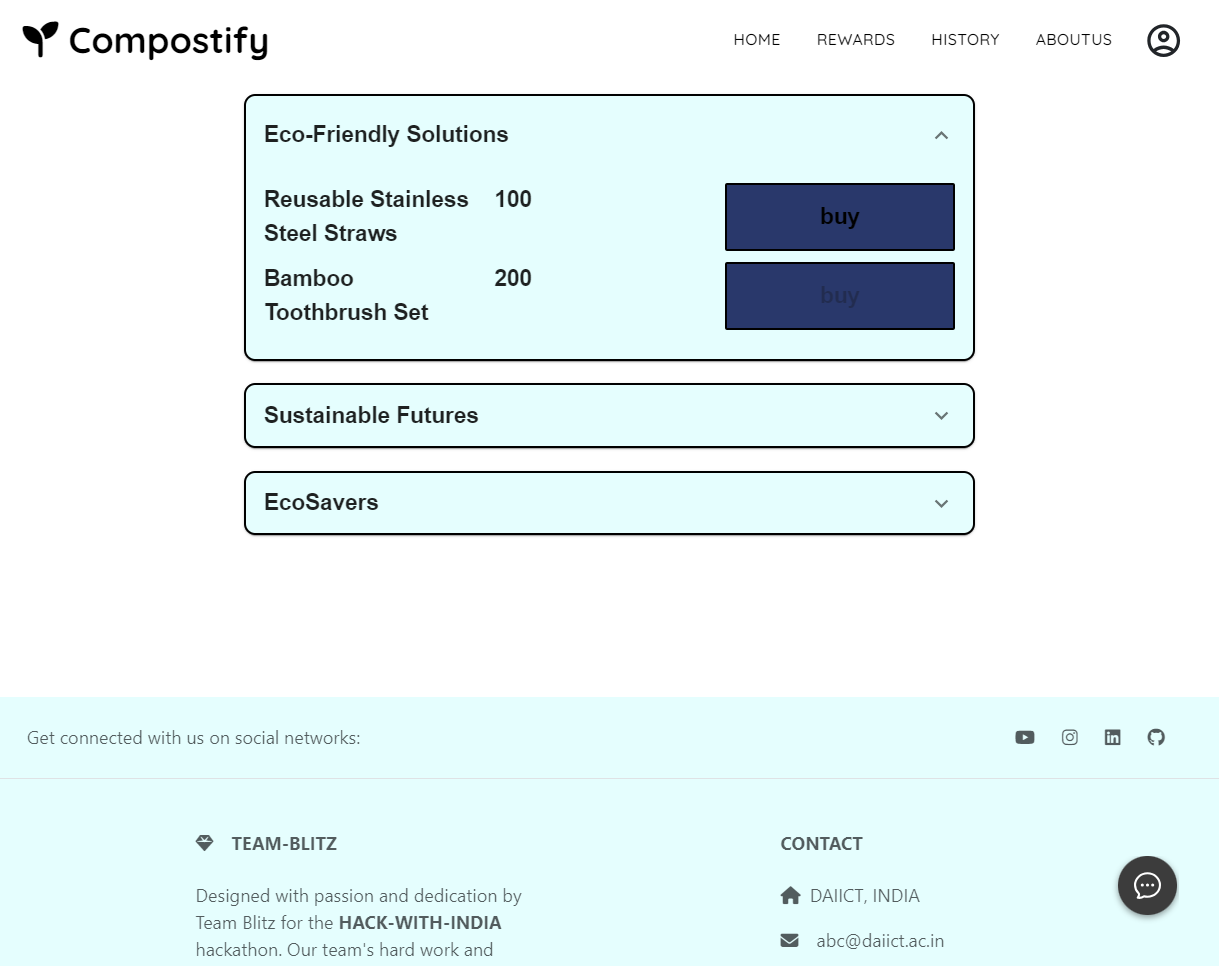 Compostify
HOME REWARDS HISTORY ABOUTUS
Eco-Friendly Solutions
Reusable Stainless 100
Steel Straws
buy
Bamboo 200
Toothbrush Set
buy
Sustainable Futures
EcoSavers
Get connected with us on social networks:
TEAM-BLITZ
Designed with passion and dedication by
Team Blitz for the HACK-WITH-INDIA
hackathon. Our team's hard work and
CONTACT
DAIICT, INDIA
abc@daiict.ac.in